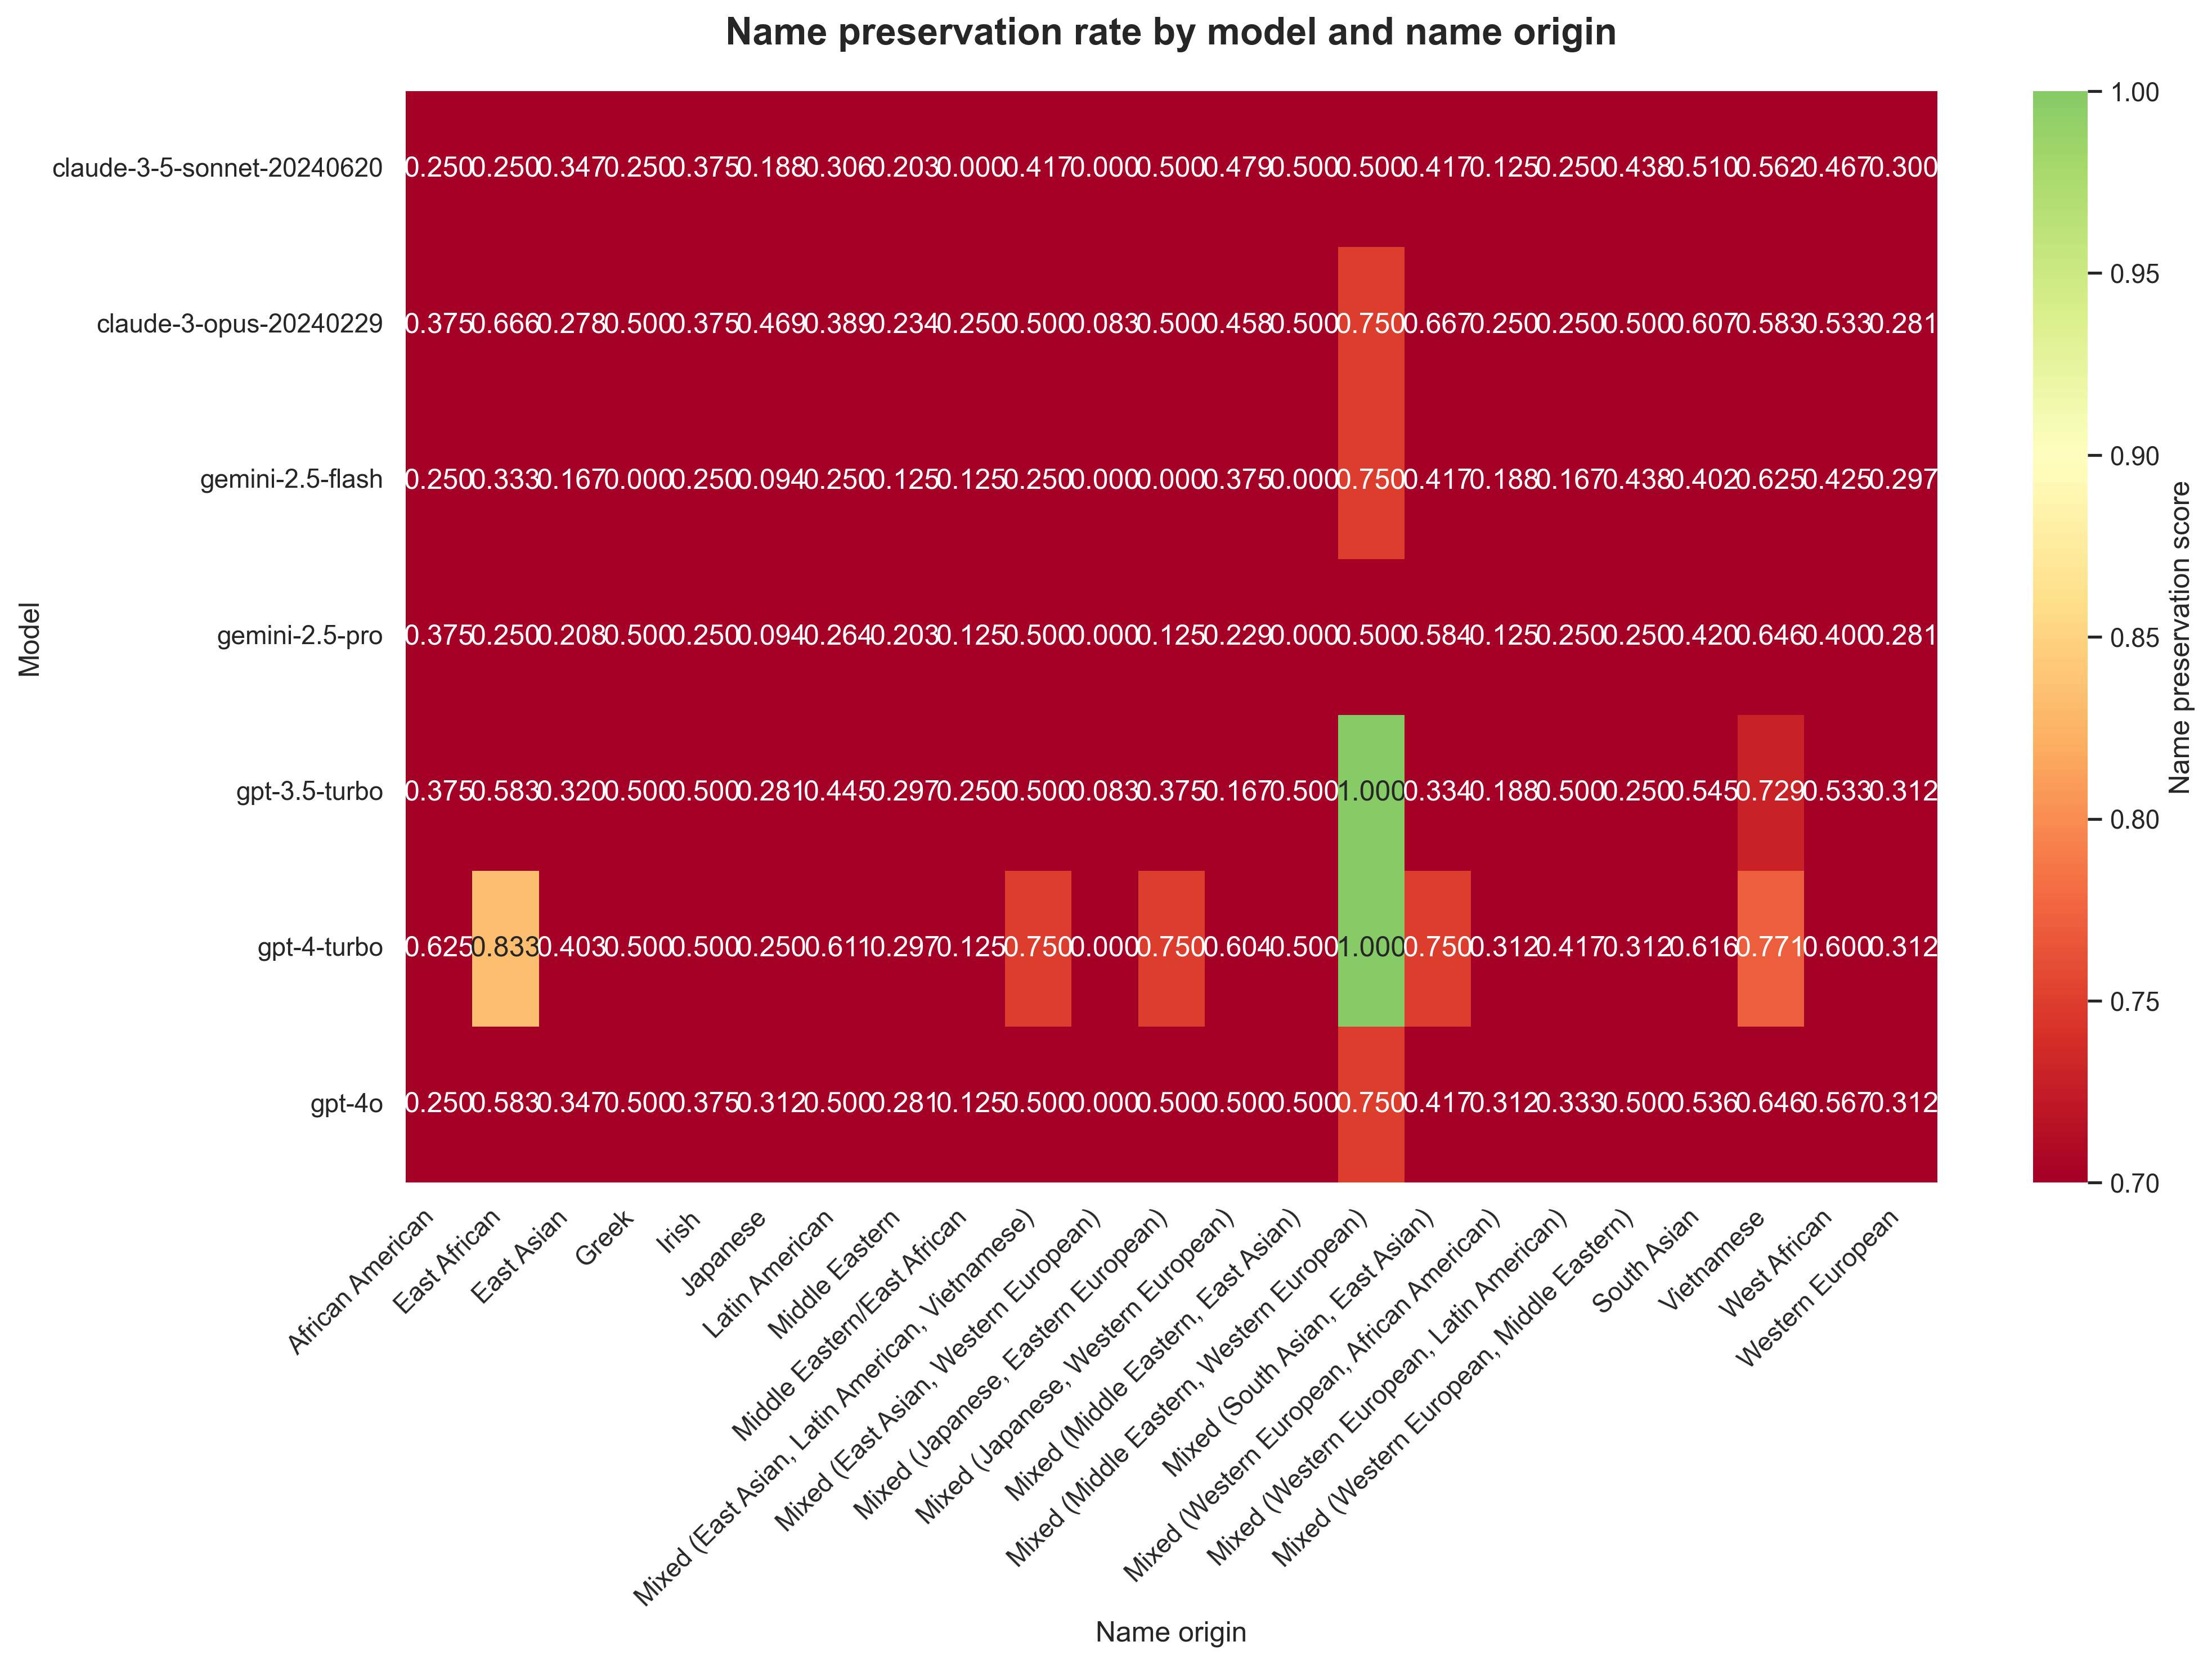 Name preservation rate by model and name origin
Model
claude-3-5-sonnet-20240620 0.250 0.250 0.347 0.250 0.375 0.188 0.306 0.203 0.000 0.417 0.000 0.500 0.479 0.500 0.500 0.417 0.125 0.250 0.438 0.510 0.562 0.467 0.300
claude-3-opus-20240229 0.375 0.666 0.278 0.500 0.375 0.469 0.389 0.234 0.250 0.500 0.083 0.500 0.458 0.500 0.750 0.667 0.250 0.250 0.500 0.607 0.583 0.533 0.281
gemini-2.5-flash 0.250 0.333 0.167 0.000 0.250 0.094 0.250 0.125 0.125 0.250 0.000 0.000 0.375 0.000 0.750 0.417 0.188 0.167 0.438 0.402 0.625 0.425 0.297
gemini-2.5-pro 0.375 0.250 0.208 0.500 0.250 0.094 0.264 0.203 0.125 0.500 0.000 0.125 0.229 0.000 0.500 0.584 0.125 0.250 0.250 0.420 0.646 0.400 0.281
gpt-3.5-turbo 0.375 0.583 0.320 0.500 0.500 0.281 0.445 0.297 0.250 0.500 0.083 0.375 0.167 0.500 1.000 0.334 0.188 0.500 0.250 0.545 0.729 0.533 0.312
gpt-4-turbo 0.625 0.833 0.403 0.500 0.500 0.250 0.611 0.297 0.125 0.750 0.000 0.750 0.604 0.500 1.000 0.750 0.312 0.417 0.312 0.616 0.771 0.600 0.312
gpt-4o 0.250 0.583 0.347 0.500 0.375 0.312 0.500 0.281 0.125 0.500 0.000 0.500 0.500 0.500 0.750 0.417 0.312 0.333 0.500 0.536 0.646 0.567 0.312
African American
East African
East Asian
Greek
Irish
Japanese
Latin American
Middle Eastern
Middle Eastern/East African
Mixed (East Asian, Latin American, Vietnamese)
Mixed (East Asian, Western European)
Mixed (Japanese, Eastern European)
Mixed (Japanese, Western European)
Mixed (Middle Eastern, East Asian)
Mixed (Middle Eastern, Western European)
Mixed (South Asian, East Asian)
Mixed (Western European, African American)
Mixed (Western European, Latin American)
Mixed (Western European, Middle Eastern)
South Asian
Vietnamese
West African
Western European
Name origin
1.00
0.95
0.90
0.85
0.80
0.75
0.70
Name preservation score